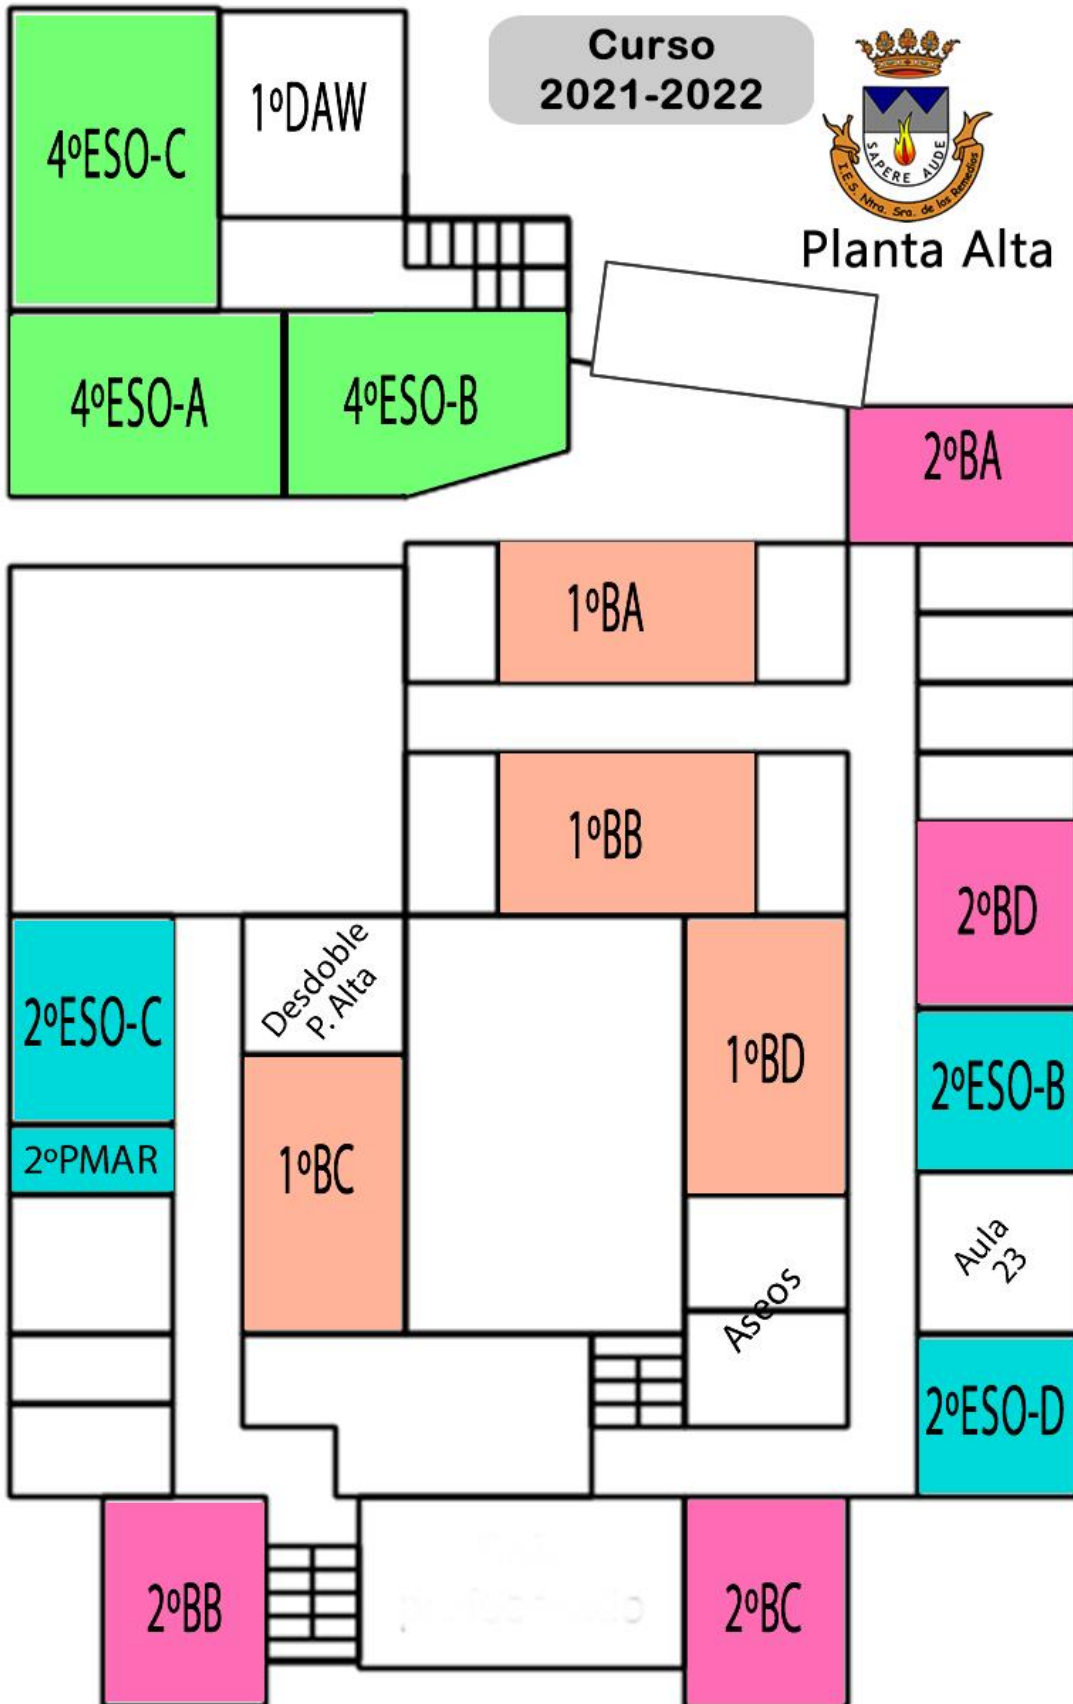 Curso
2021-2022
SAPERE AUDE
I.E.S. Ntra. Sra. de los Remedios
Planta Alta
4ºESO-C
1ºDAW
4ºESO-A
4ºESO-B
2ºBA
1ºBA
1ºBB
2ºBD
2ºESO-C
Desdoble
P. Alta
1ºBD
2ºESO-B
2ºPMAR
1ºBC
Aula
23
Aseos
2ºESO-D
2ºBB
2ºBC